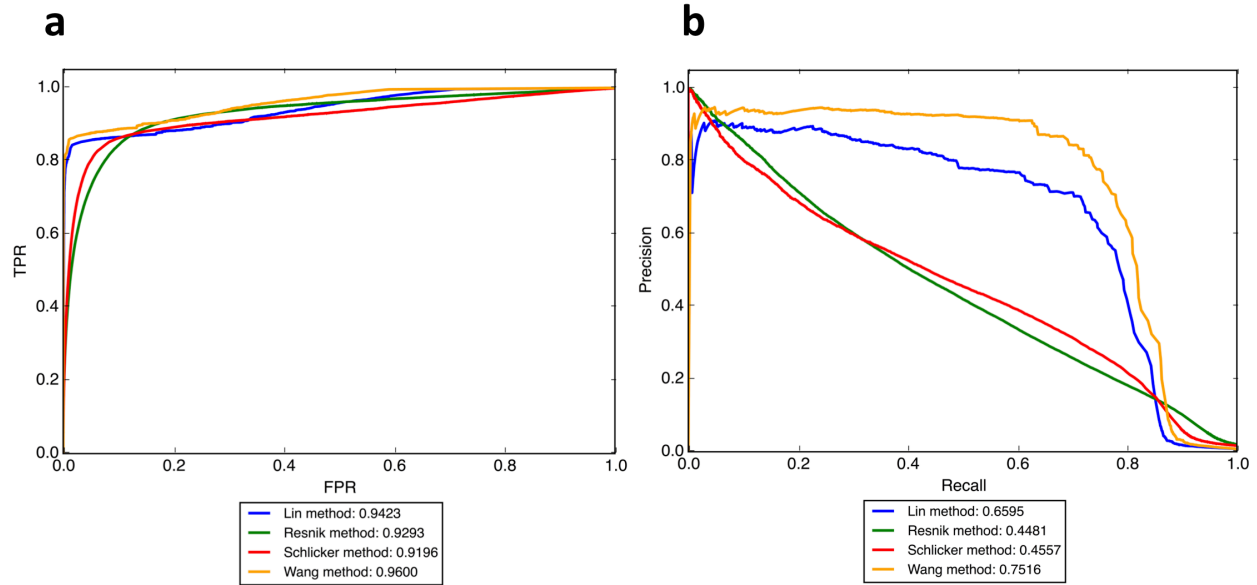 a
1.0
0.8
0.6
0.4
0.2
0.0
TPR
0.0 0.2 0.4 0.6 0.8 1.0
FPR
Lin method: 0.9423
Resnik method: 0.9293
Schlicker method: 0.9196
Wang method: 0.9600
b
1.0
0.8
0.6
0.4
0.2
0.0
Precision
0.0 0.2 0.4 0.6 0.8 1.0
Recall
Lin method: 0.6595
Resnik method: 0.4481
Schlicker method: 0.4557
Wang method: 0.7516